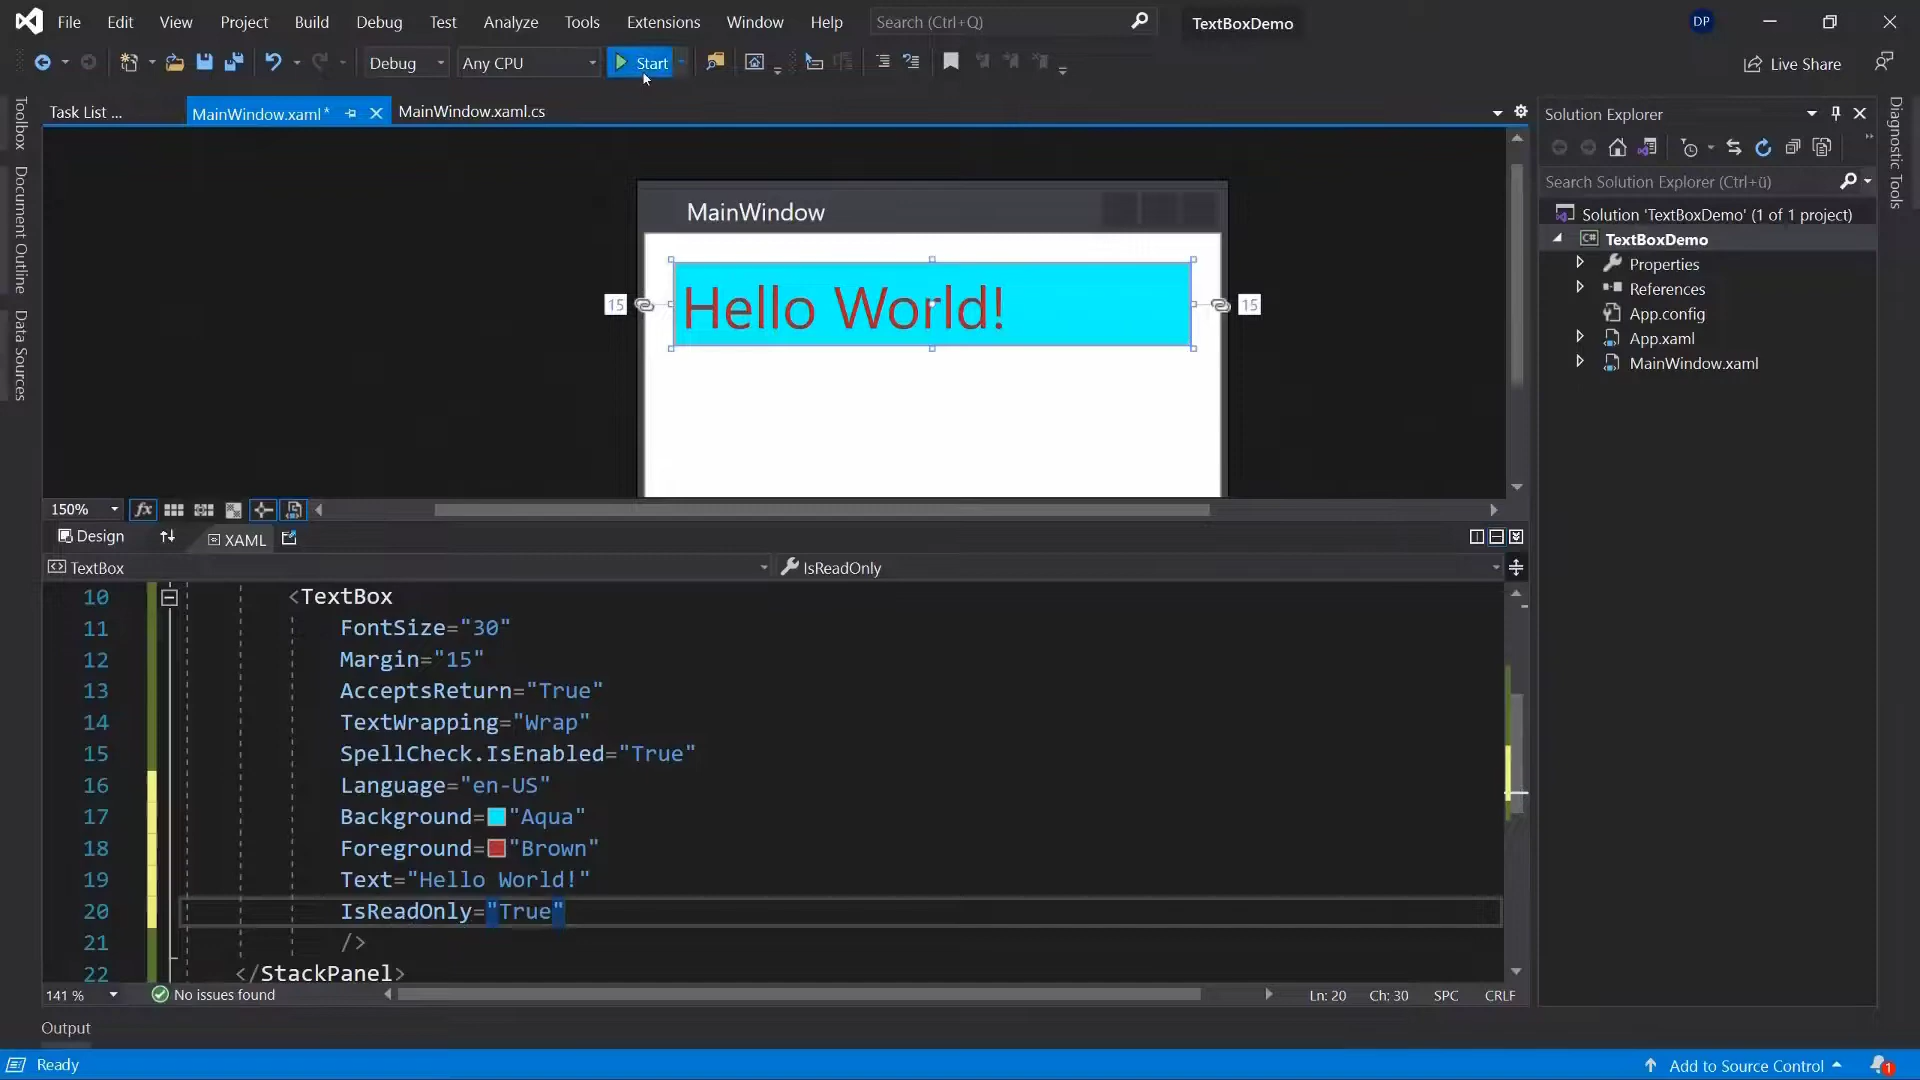 File Edit View Project Build Debug Test Analyze Tools Extensions Window Help Search (Ctrl+Q) TextBoxDemo DP
Debug Any CPU Start Live Share
Task List ... MainWindow.xaml* MainWindow.xaml.cs
Toolbox
Document Outline
Data Sources
MainWindow
15 Hello World! 15
150%
Design XAML
TextBox IsReadOnly
10 <TextBox
11 FontSize="30"
12 Margin="15"
13 AcceptsReturn="True"
14 TextWrapping="Wrap"
15 SpellCheck.IsEnabled="True"
16 Language="en-US"
17 Background="Aqua"
18 Foreground="Brown"
19 Text="Hello World!"
20 IsReadOnly="True"
21 />
22 </StackPanel>
141 % No issues found Ln: 20 Ch: 30 SPC CRLF
Output
Solution Explorer
Search Solution Explorer (Ctrl+ü)
Solution 'TextBoxDemo' (1 of 1 project)
TextBoxDemo
Properties
References
App.config
App.xaml
MainWindow.xaml
Diagnostic Tools
Ready Add to Source Control 1